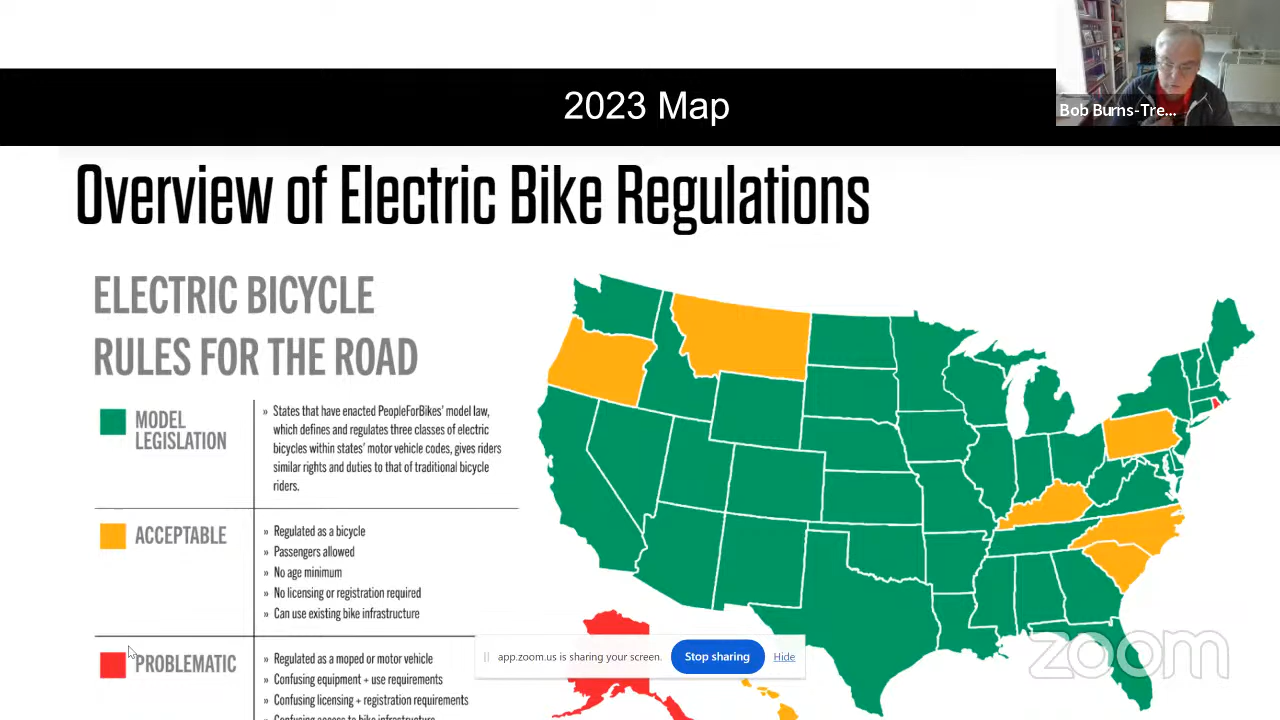 2023 Map
Bob Burns-Tre...
Overview of Electric Bike Regulations
ELECTRIC BICYCLE
RULES FOR THE ROAD
MODEL
LEGISLATION
» States that have enacted PeopleForBikes' model law,
which defines and regulates three classes of electric
bicycles within states' motor vehicle codes, gives riders
similar rights and duties to that of traditional bicycle
riders.
ACCEPTABLE
» Regulated as a bicycle
» Passengers allowed
» No age minimum
» No licensing or registration required
» Can use existing bike infrastructure
PROBLEMATIC
» Regulated as a moped or motor vehicle
» Confusing equipment + use requirements
» Confusing licensing + registration requirements
» Confusing access to bike infrastructure
app.zoom.us is sharing your screen.
Stop sharing
Hide
zoom